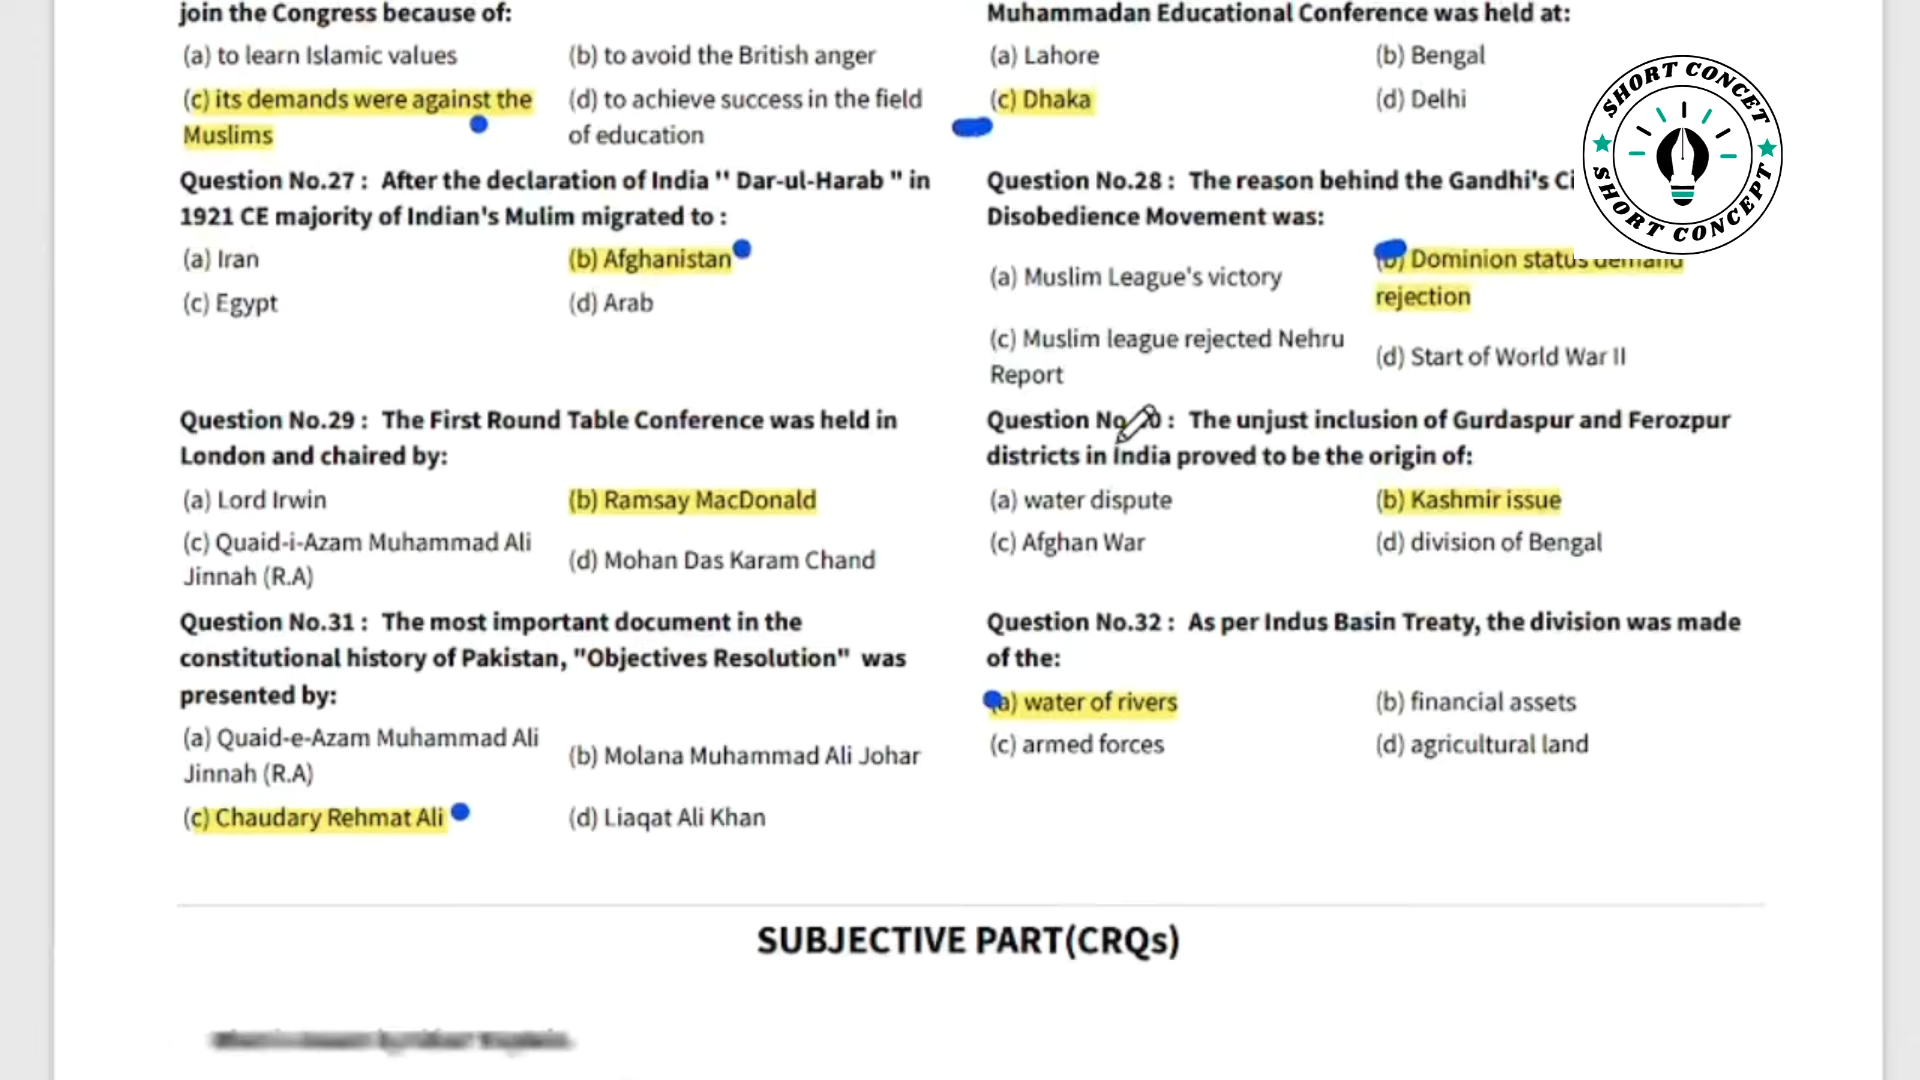 join the Congress because of:
(a) to learn Islamic values (b) to avoid the British anger
(c) its demands were against the (d) to achieve success in the field
Muslims of education
Muhammadan Educational Conference was held at:
(a) Lahore (b) Bengal
(c) Dhaka (d) Delhi
Question No.27 : After the declaration of India '' Dar-ul-Harab " in
1921 CE majority of Indian's Mulim migrated to :
(a) Iran (b) Afghanistan
(c) Egypt (d) Arab
Question No.28 : The reason behind the Gandhi's
Disobedience Movement was:
(a) Muslim League's victory
(b) Dominion status demand
rejection
(c) Muslim league rejected Nehru
Report
(d) Start of World War II
Question No.29 : The First Round Table Conference was held in
London and chaired by:
(a) Lord Irwin (b) Ramsay MacDonald
(c) Quaid-i-Azam Muhammad Ali
Jinnah (R.A)
(d) Mohan Das Karam Chand
Question : The unjust inclusion of Gurdaspur and Ferozpur
districts in India proved to be the origin of:
(a) water dispute (b) Kashmir issue
(c) Afghan War (d) division of Bengal
Question No.31 : The most important document in the
constitutional history of Pakistan, "Objectives Resolution" was
presented by:
(a) Quaid-e-Azam Muhammad Ali
Jinnah (R.A)
(b) Molana Muhammad Ali Johar
(c) Chaudary Rehmat Ali (d) Liaqat Ali Khan
Question No.32 : As per Indus Basin Treaty, the division was made
of the:
(a) water of rivers (b) financial assets
(c) armed forces (d) agricultural land
SUBJECTIVE PART(CRQs)
SHORT CONCET
SHORT CONCEPT